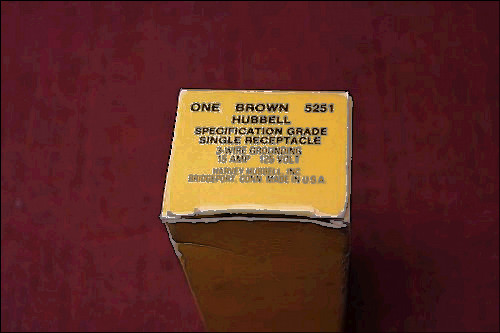 ONE BROWN 5251
HUBBELL
SPECIFICATION GRADE
SINGLE RECEPTACLE
3-WIRE GROUNDING
15 AMP 125 VOLT
HARVEY HUBBELL, INC
BRIDGEPORT, CONN. MADE IN U.S.A.